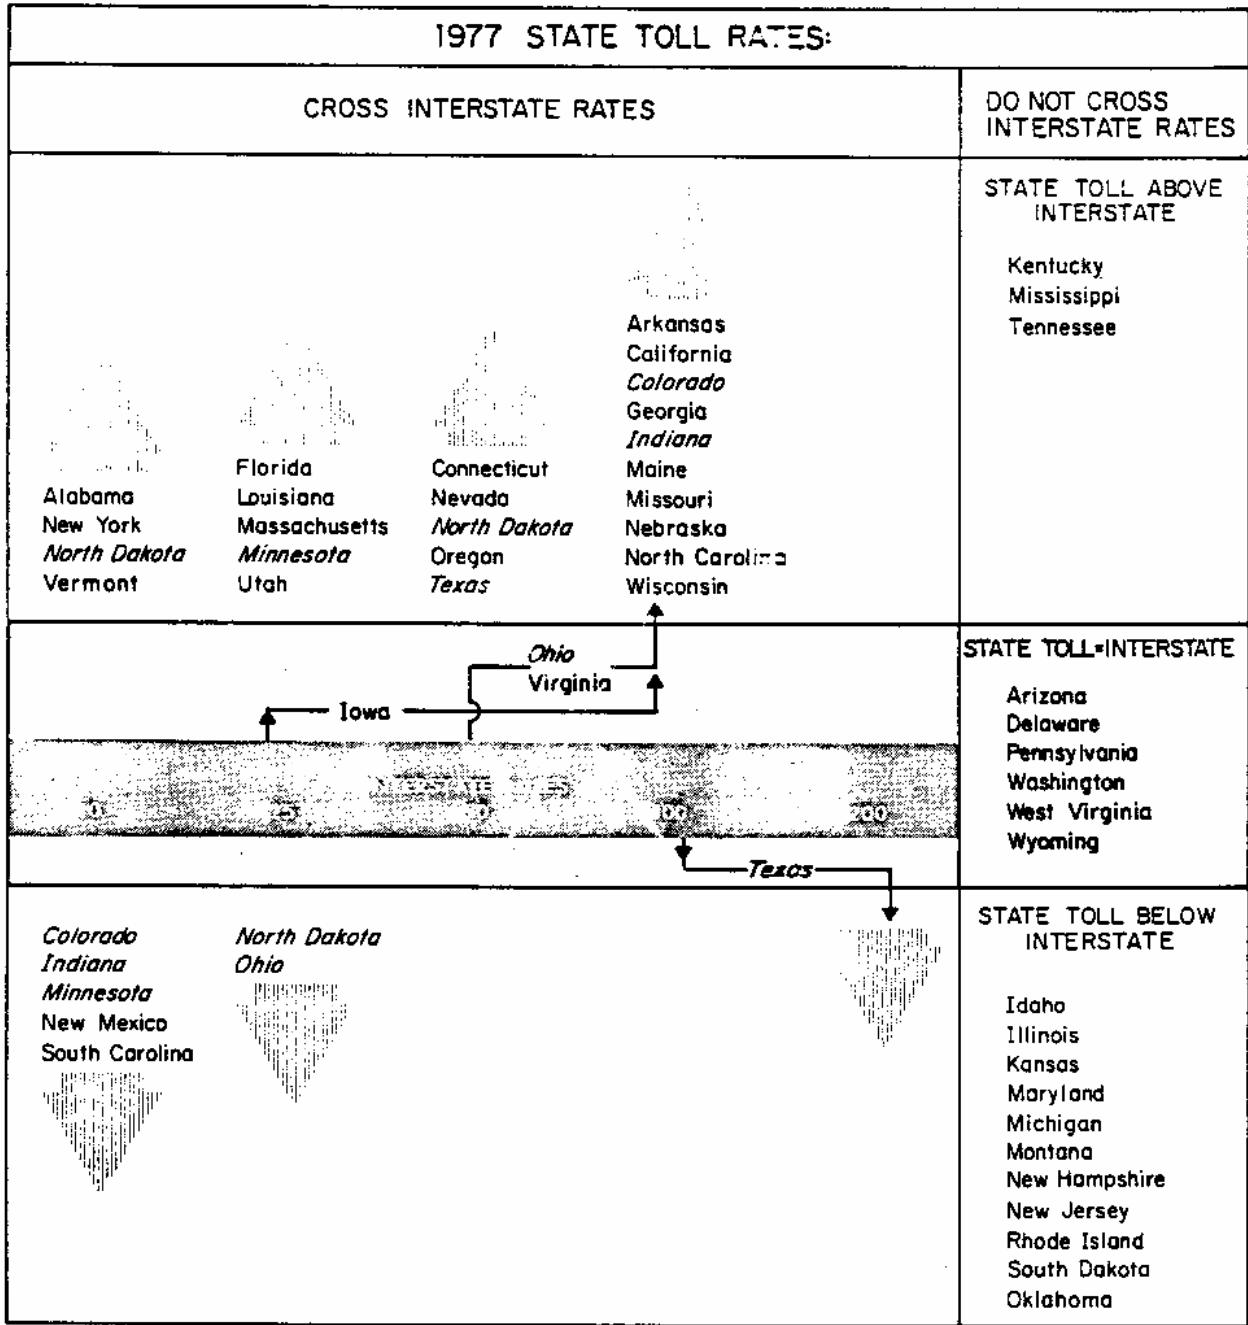 1977 STATE TOLL RATES:
CROSS INTERSTATE RATES
DO NOT CROSS
INTERSTATE RATES
Alabama
New York
North Dakota
Vermont
Florida
Louisiana
Massachusetts
Minnesota
Utah
Connecticut
Nevada
North Dakota
Oregon
Texas
Arkansas
California
Colorado
Georgia
Indiana
Maine
Missouri
Nebraska
North Carolina
Wisconsin
STATE TOLL ABOVE
INTERSTATE
Kentucky
Mississippi
Tennessee
Ohio
Virginia
Iowa
Texas
STATE TOLL=INTERSTATE
Arizona
Delaware
Pennsylvania
Washington
West Virginia
Wyoming
Colorado
Indiana
Minnesota
New Mexico
South Carolina
North Dakota
Ohio
STATE TOLL BELOW
INTERSTATE
Idaho
Illinois
Kansas
Maryland
Michigan
Montana
New Hampshire
New Jersey
Rhode Island
South Dakota
Oklahoma